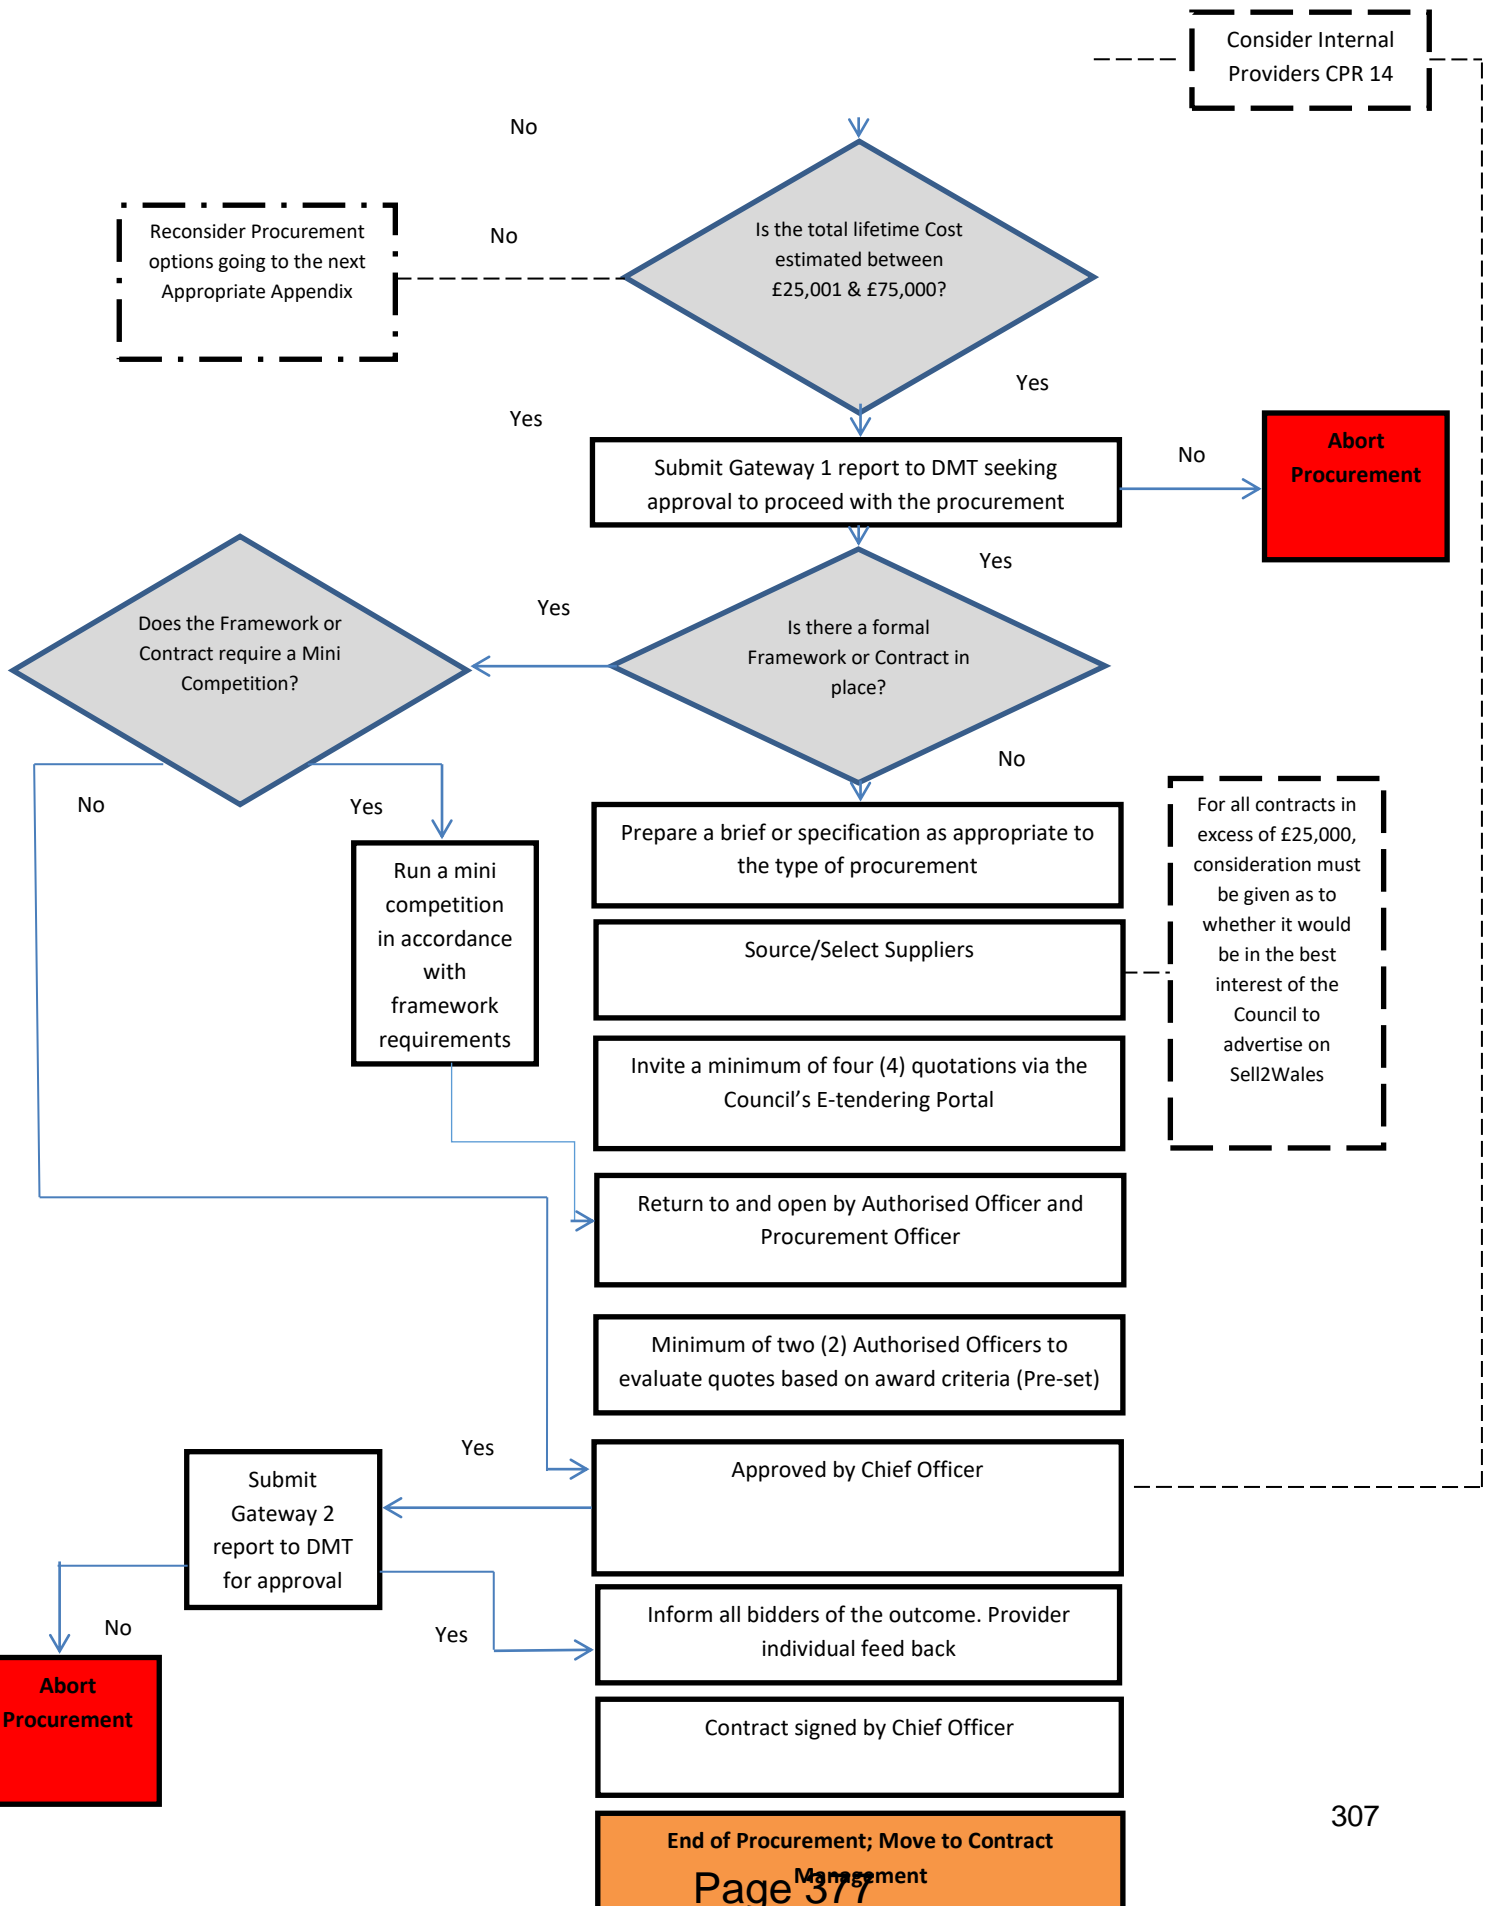 Consider Internal
Providers CPR 14
No
Is the total lifetime Cost
estimated between
£25,001 & £75,000?
Reconsider Procurement
options going to the next
Appropriate Appendix
No
Yes
Yes
Submit Gateway 1 report to DMT seeking
approval to proceed with the procurement
No
Abort
Procurement
Yes
Is there a formal
Framework or Contract in
place?
Yes
Does the Framework or
Contract require a Mini
Competition?
No
No
Yes
Run a mini
competition
in accordance
with
framework
requirements
Prepare a brief or specification as appropriate to
the type of procurement
Source/Select Suppliers
For all contracts in
excess of £25,000,
consideration must
be given as to
whether it would
be in the best
interest of the
Council to
advertise on
Sell2Wales
Invite a minimum of four (4) quotations via the
Council’s E-tendering Portal
Return to and open by Authorised Officer and
Procurement Officer
Minimum of two (2) Authorised Officers to
evaluate quotes based on award criteria (Pre-set)
Yes
Approved by Chief Officer
Submit
Gateway 2
report to DMT
for approval
No
Yes
Abort
Procurement
Inform all bidders of the outcome. Provider
individual feed back
Contract signed by Chief Officer
End of Procurement; Move to Contract
Management
307
Page 377